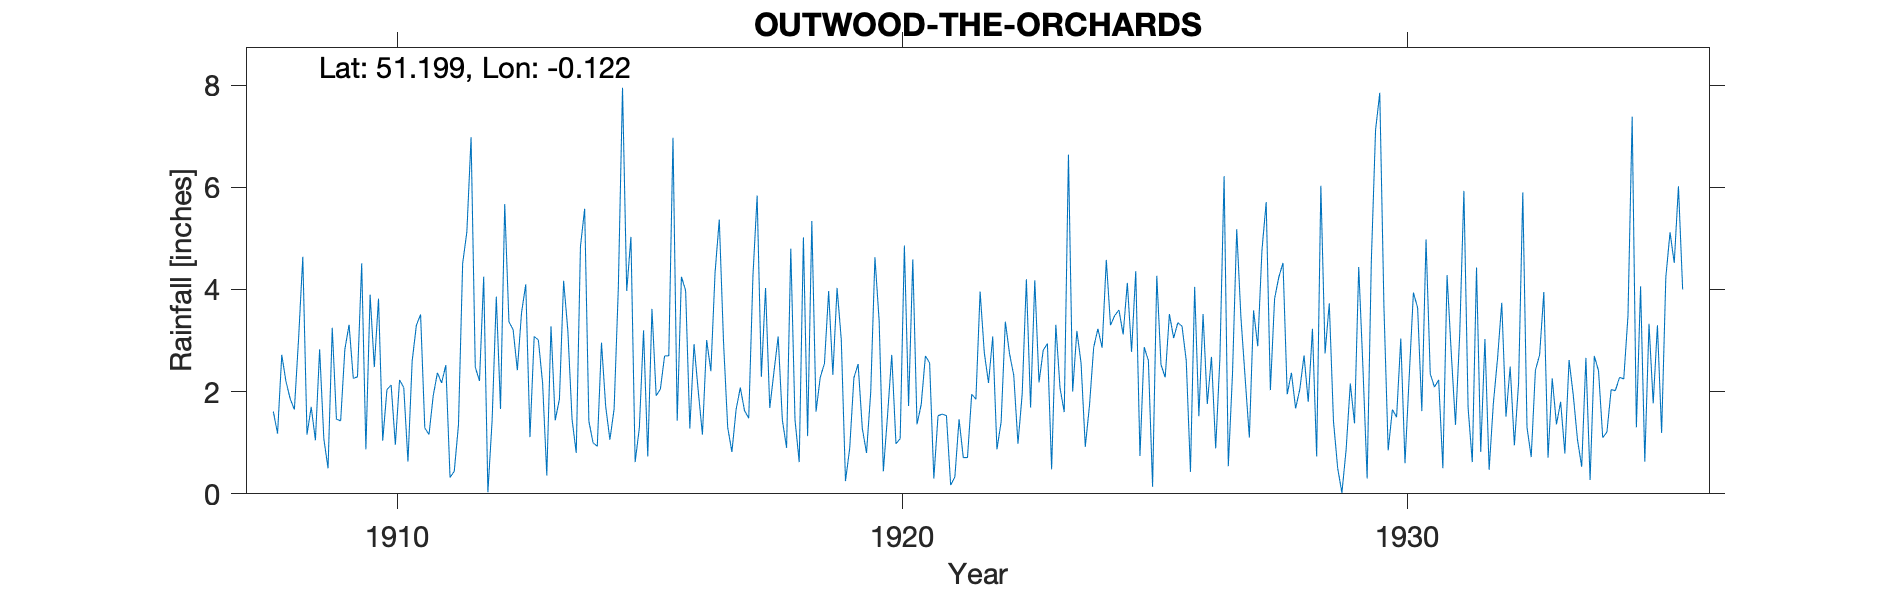 OUTWOOD-THE-ORCHARDS
Lat: 51.199, Lon: -0.122
8
6
4
2
0
Rainfall [inches]
1910
1920
1930
Year